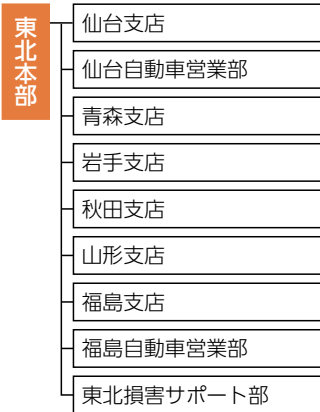 東北本部
仙台支店
仙台自動車営業部
青森支店
岩手支店
秋田支店
山形支店
福島支店
福島自動車営業部
東北損害サポート部